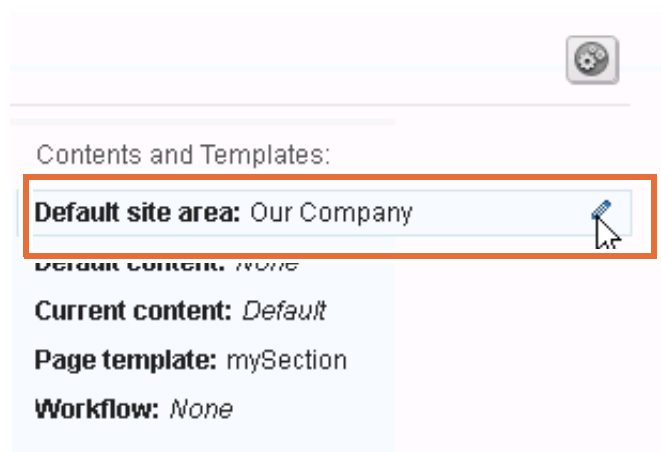 Contents and Templates:
Default site area: Our Company
Default content: None
Current content: Default
Page template: mySection
Workflow: None